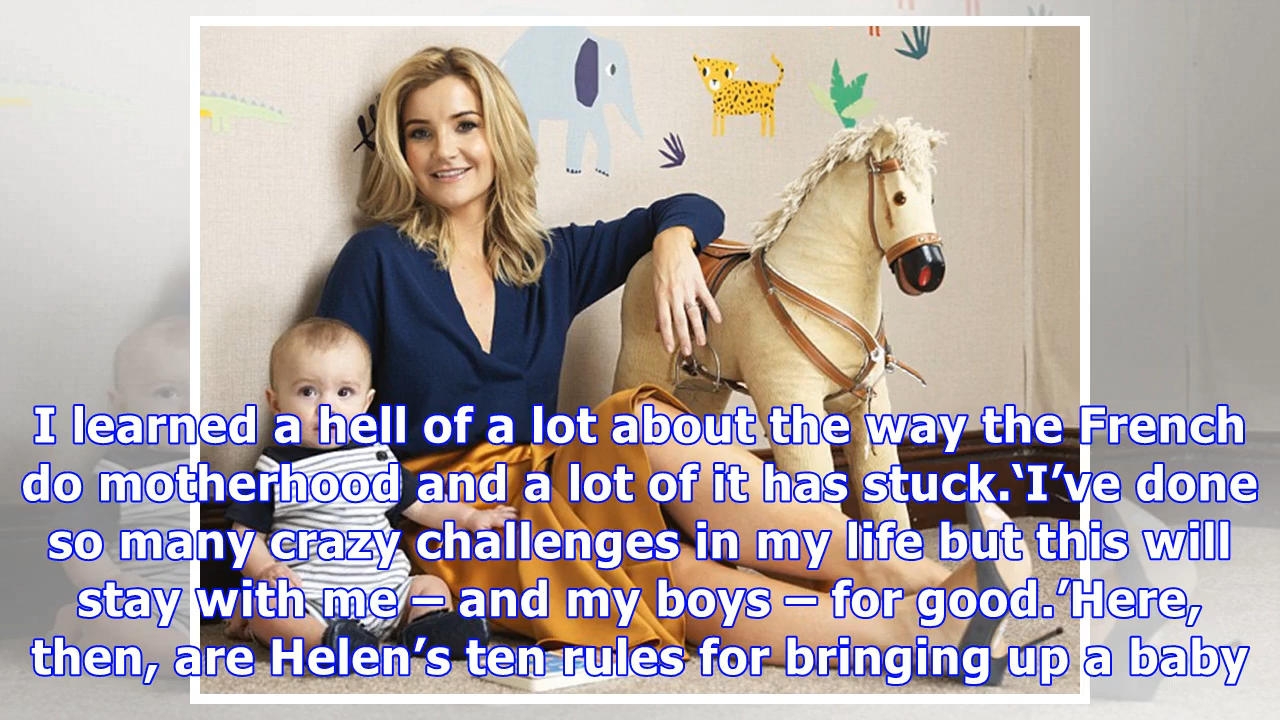 I learned a hell of a lot about the way the French
do motherhood and a lot of it has stuck.‘I’ve done
so many crazy challenges in my life but this will
stay with me – and my boys – for good.’Here,
then, are Helen’s ten rules for bringing up a baby